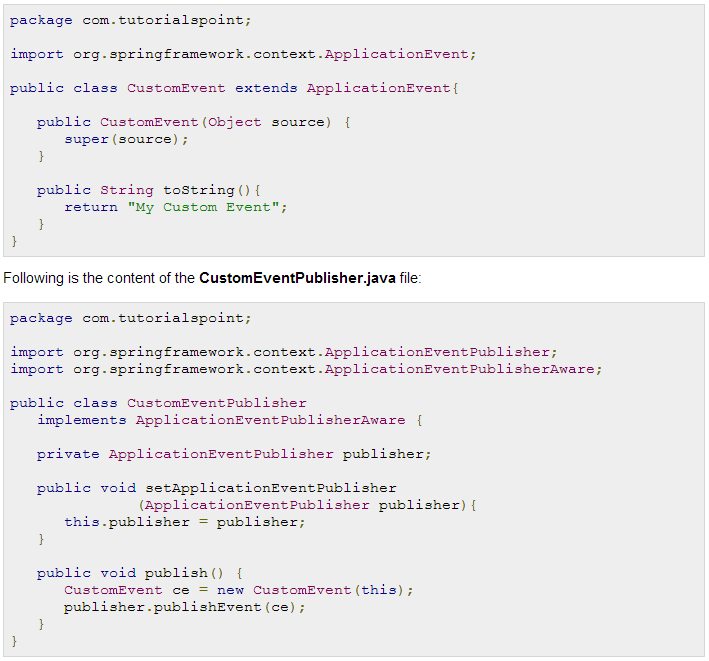 package com.tutorialspoint;
import org.springframework.context.ApplicationEvent;
public class CustomEvent extends ApplicationEvent{
public CustomEvent(Object source) {
super(source);
}
public String toString(){
return "My Custom Event";
}
}
Following is the content of the CustomEventPublisher.java file:
package com.tutorialspoint;
import org.springframework.context.ApplicationEventPublisher;
import org.springframework.context.ApplicationEventPublisherAware;
public class CustomEventPublisher
implements ApplicationEventPublisherAware {
private ApplicationEventPublisher publisher;
public void setApplicationEventPublisher
(ApplicationEventPublisher publisher){
this.publisher = publisher;
}
public void publish() {
CustomEvent ce = new CustomEvent(this);
publisher.publishEvent(ce);
}
}